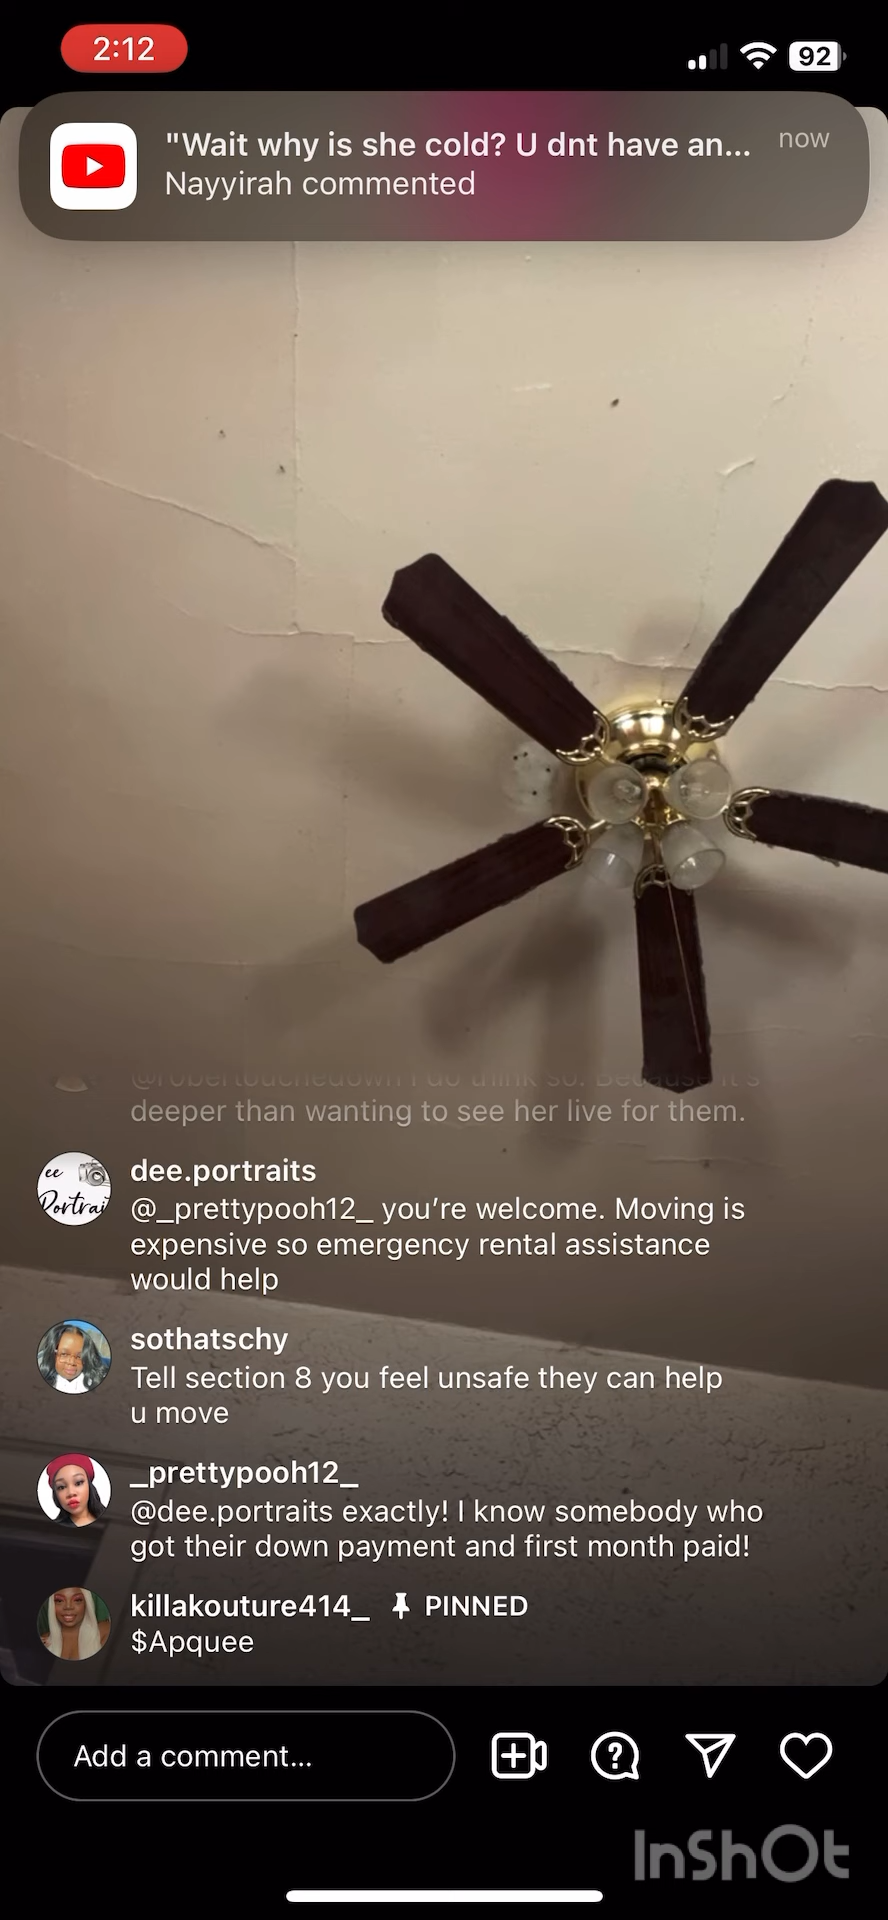 2:12
92
"Wait why is she cold? U dnt have an...
now
Nayyirah commented
deeper than wanting to see her live for them.
ee
Portrai
dee.portraits
@_prettypooh12_ you’re welcome. Moving is
expensive so emergency rental assistance
would help
sothatschy
Tell section 8 you feel unsafe they can help
u move
_prettypooh12_
@dee.portraits exactly! I know somebody who
got their down payment and first month paid!
killakouture414_ PINNED
$Apquee
Add a comment...
InShOt